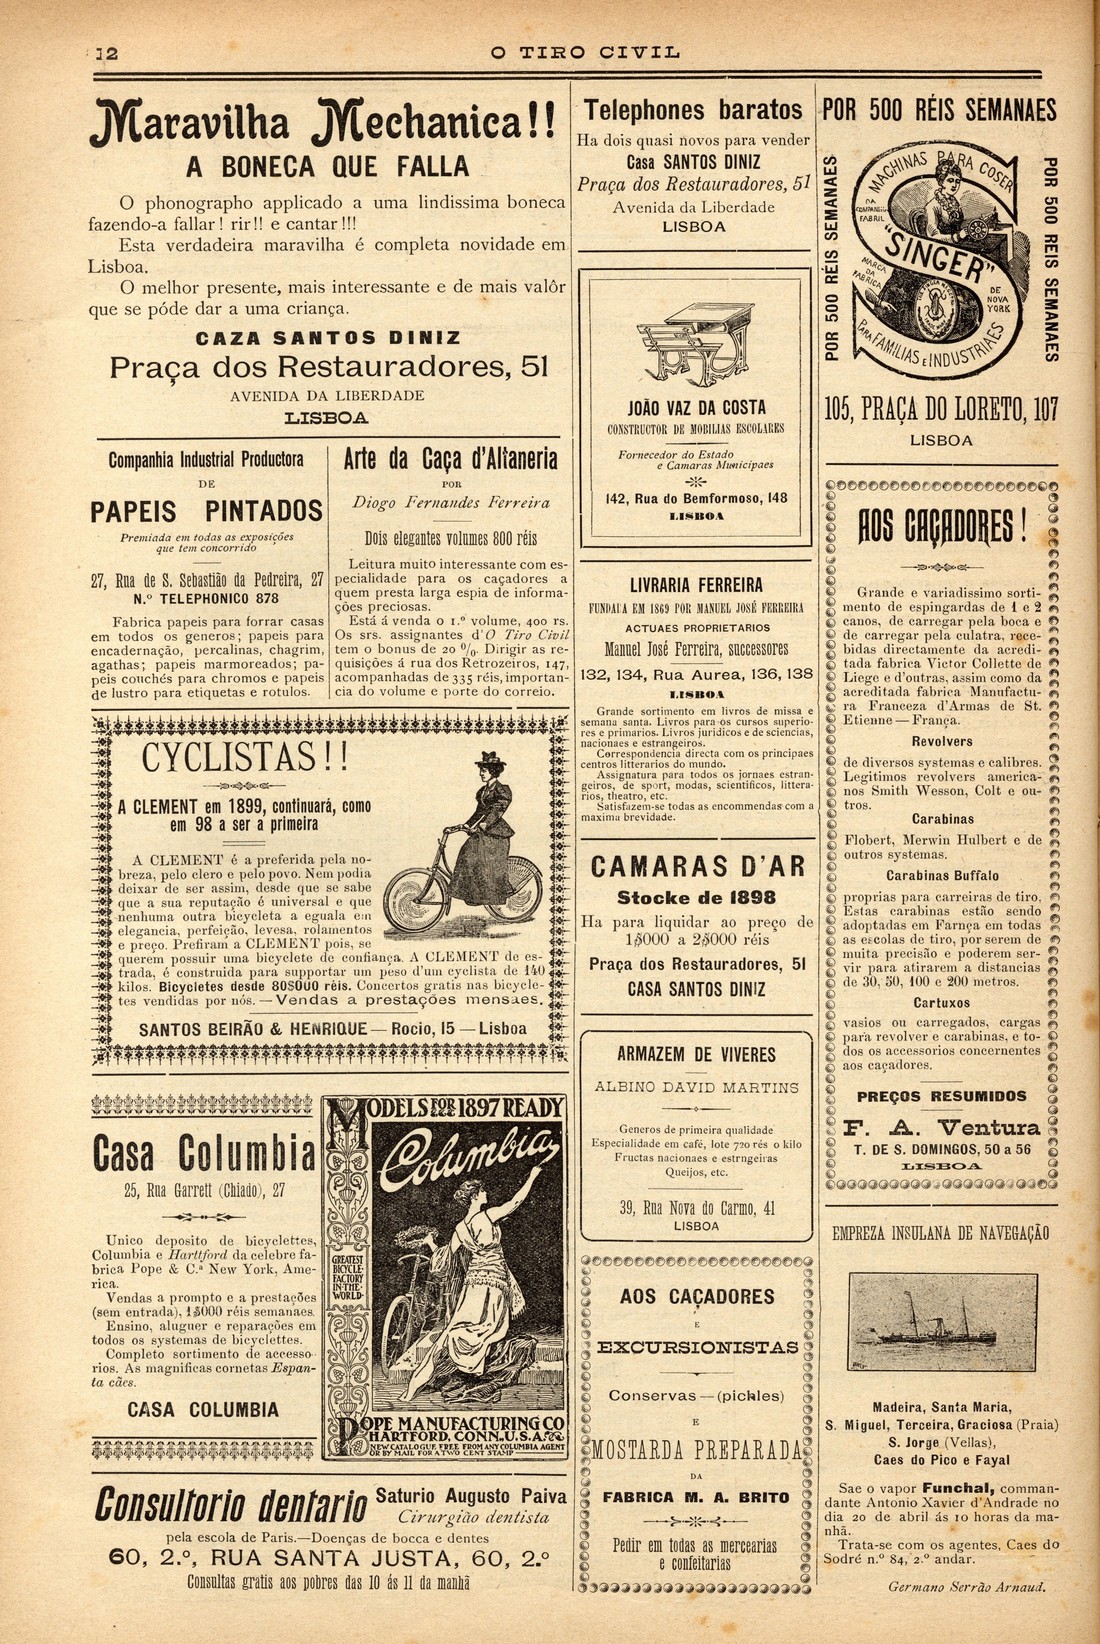 12
O TIRO CIVIL
Maravilha Mechanica!!
A BONECA QUE FALLA
O phonographo applicado a uma lindissima boneca
fazendo-a fallar! rir!! e cantar!!!
Esta verdadeira maravilha é completa novidade em
Lisboa.
O melhor presente, mais interessante e de mais valôr
que se póde dar a uma criança.
CAZA SANTOS DINIZ
Praça dos Restauradores, 51
AVENIDA DA LIBERDADE
LISBOA
Companhia Industrial Productora
DE
PAPEIS PINTADOS
Premiada em todas as exposições
que tem concorrido
27, Rua de S. Sebastião da Pedreira, 27
N.º TELEPHONICO 878
Fabrica papeis para forrar casas
em todos os generos; papeis para
encadernação, percalinas, chagrim,
agathas; papeis marmoreados; pa-
peis couchés para chromos e papeis
de lustro para etiquetas e rotulos.
Arte da Caça d'Altaneria
POR
Diogo Fernandes Ferreira
Dois elegantes volumes 800 réis
Leitura muito interessante com es-
pecialidade para os caçadores a
quem presta larga espia de informa-
ções preciosas.
Está á venda o 1.º volume, 400 rs.
Os srs. assignantes d'O Tiro Civil
tem o bonus de 20 %. Dirigir as re-
quisições á rua dos Retrozeiros, 147,
acompanhadas de 335 réis, importan-
cia do volume e porte do correio.
CYCLISTAS!!
A CLEMENT em 1899, continuará, como
em 98 a ser a primeira
A CLEMENT é a preferida pela no-
breza, pelo clero e pelo povo. Nem podia
deixar de ser assim, desde que se sabe
que a sua reputação é universal e que
nenhuma outra bicycleta a eguala em
elegancia, perfeição, levesa, rolamentos
e preço. Prefiram a CLEMENT pois, se
querem possuir uma bicyclete de confiança. A CLEMENT de es-
trada, é construida para supportar um peso d'um cyclista de 140
kilos. Bicycletes desde 80$000 réis. Concertos gratis nas bicycle-
tes vendidas por nós. — Vendas a prestações mensaes.
SANTOS BEIRÃO & HENRIQUE — Rocio, 15 — Lisboa
Casa Columbia
25, Rua Garrett (Chiado), 27
Unico deposito de bicyclettes,
Columbia e Hartford da celebre fa-
brica Pope & C.ª New York, Ame-
rica.
Vendas a prompto e a prestações
(sem entrada), 1$000 réis semanaes.
Ensino, aluguer e reparações em
todos os systemas de bicyclettes.
Completo sortimento de accesso-
rios. As magnificas cornetas Espan-
ta cães.
CASA COLUMBIA
MODELS FOR 1897 READY
Columbia
GREATEST
BICYCLE
FACTORY
IN THE
WORLD
POPE MANUFACTURING CO
HARTFORD, CONN. U.S.A.
NEW CATALOGUE FREE FROM ANY COLUMBIA AGENT
OR BY MAIL FOR A TWO CENT STAMP
Consultorio dentario
Saturio Augusto Paiva
Cirurgião dentista
pela escola de Paris.—Doenças de bocca e dentes
60, 2.º, RUA SANTA JUSTA, 60, 2.º
Consultas gratis aos pobres das 10 ás 11 da manhã
Telephones baratos
Ha dois quasi novos para vender
Casa SANTOS DINIZ
Praça dos Restauradores, 51
Avenida da Liberdade
LISBOA
JOÃO VAZ DA COSTA
CONSTRUCTOR DE MOBILIAS ESCOLARES
Fornecedor do Estado
e Camaras Municipaes
142, Rua do Bemformoso, 148
LISBOA
LIVRARIA FERREIRA
FUNDADA EM 1869 POR MANUEL JOSÉ FERREIRA
ACTUAES PROPRIETARIOS
Manuel José Ferreira, successores
132, 134, Rua Aurea, 136, 138
LISBOA
Grande sortimento em livros de missa e
semana santa. Livros para os cursos superio-
res e primarios. Livros juridicos e de sciencias,
nacionaes e estrangeiros.
Correspondencia directa com os principaes
centros litterarios do mundo.
Assignatura para todos os jornaes estran-
geiros, de sport, modas, scientificos, littera-
rios, theatro, etc.
Satisfazem-se todas as encommendas com a
maxima brevidade.
CAMARAS D'AR
Stocke de 1898
Ha para liquidar ao preço de
1$000 a 2$000 réis
Praça dos Restauradores, 51
CASA SANTOS DINIZ
ARMAZEM DE VIVERES
ALBINO DAVID MARTINS
Generos de primeira qualidade
Especialidade em café, lote 720 rés o kilo
Fructas nacionaes e estrngeiras
Queijos, etc.
39, Rua Nova do Carmo, 41
LISBOA
AOS CAÇADORES
E
EXCURSIONISTAS
Conservas — (pickles)
E
MOSTARDA PREPARADA
DA
FABRICA M. A. BRITO
Pedir em todas as mercearias
e confeitarias
POR 500 RÉIS SEMANAES
POR 500 RÉIS SEMANAES
POR 500 REIS SEMANAES
MACHINAS PARA COSER
DA
COMPANHIA
FABRIL
"SINGER"
MARCA
DA
FABRICA
DE
NOVA
YORK
PARA FAMILIAS E INDUSTRIAES
105, PRAÇA DO LORETO, 107
LISBOA
AOS CAÇADORES!
Grande e variadissimo sorti-
mento de espingardas de 1 e 2
canos, de carregar pela boca e
de carregar pela culatra, rece-
bidas directamente da acredi-
tada fabrica Victor Collette de
Liege e d'outras, assim como da
acreditada fabrica Manufactu-
ra Franceza d'Armas de St.
Etienne — França.
Revolvers
de diversos systemas e calibres.
Legitimos revolvers america-
nos Smith Wesson, Colt e ou-
tros.
Carabinas
Flobert, Merwin Hulbert e de
outros systemas.
Carabinas Buffalo
proprias para carreiras de tiro.
Estas carabinas estão sendo
adoptadas em Farnça em todas
as escolas de tiro, por serem de
muita precisão e poderem ser-
vir para atirarem a distancias
de 30, 50, 100 e 200 metros.
Cartuxos
vasios ou carregados, cargas
para revolver e carabinas, e to-
dos os accessorios concernentes
aos caçadores.
PREÇOS RESUMIDOS
F. A. Ventura
T. DE S. DOMINGOS, 50 a 56
LISBOA
EMPREZA INSULANA DE NAVEGAÇÃO
Madeira, Santa Maria,
S. Miguel, Terceira, Graciosa (Praia)
S. Jorge (Vellas),
Caes do Pico e Fayal
Sae o vapor Funchal, comman-
dante Antonio Xavier d'Andrade no
dia 20 de abril ás 10 horas da ma-
nhã.
Trata-se com os agentes, Caes do
Sodré n.º 84, 2.º andar.
Germano Serrão Arnaud.